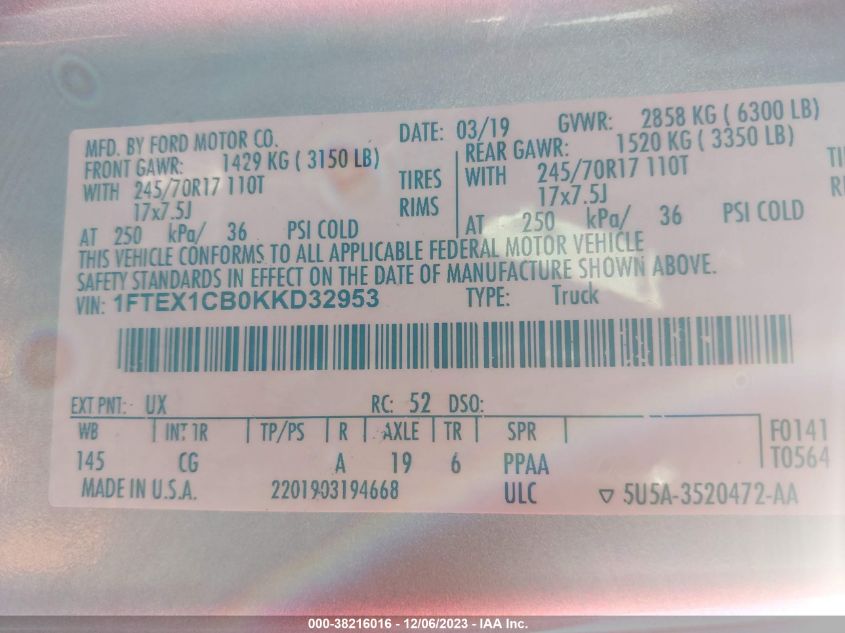 MFD. BY FORD MOTOR CO. DATE: 03/19 GVWR: 2858 KG ( 6300 LB)
FRONT GAWR: 1429 KG ( 3150 LB) REAR GAWR: 1520 KG ( 3350 LB)
WITH 245/70R17 110T TIRES WITH 245/70R17 110T
17x7.5J RIMS 17x7.5J
AT 250 kPa/ 36 PSI COLD AT 250 kPa/ 36 PSI COLD
THIS VEHICLE CONFORMS TO ALL APPLICABLE FEDERAL MOTOR VEHICLE
SAFETY STANDARDS IN EFFECT ON THE DATE OF MANUFACTURE SHOWN ABOVE.
VIN: 1FTEX1CB0KKD32953 TYPE: Truck
EXT PNT: UX RC: 52 DSO:
WB INT TR TP/PS R AXLE TR SPR F0141
145 CG A 19 6 PPAA T0564
MADE IN U.S.A. 2201903194668 ULC ▽ 5U5A-3520472-AA
000-38216016 - 12/06/2023 - IAA Inc.